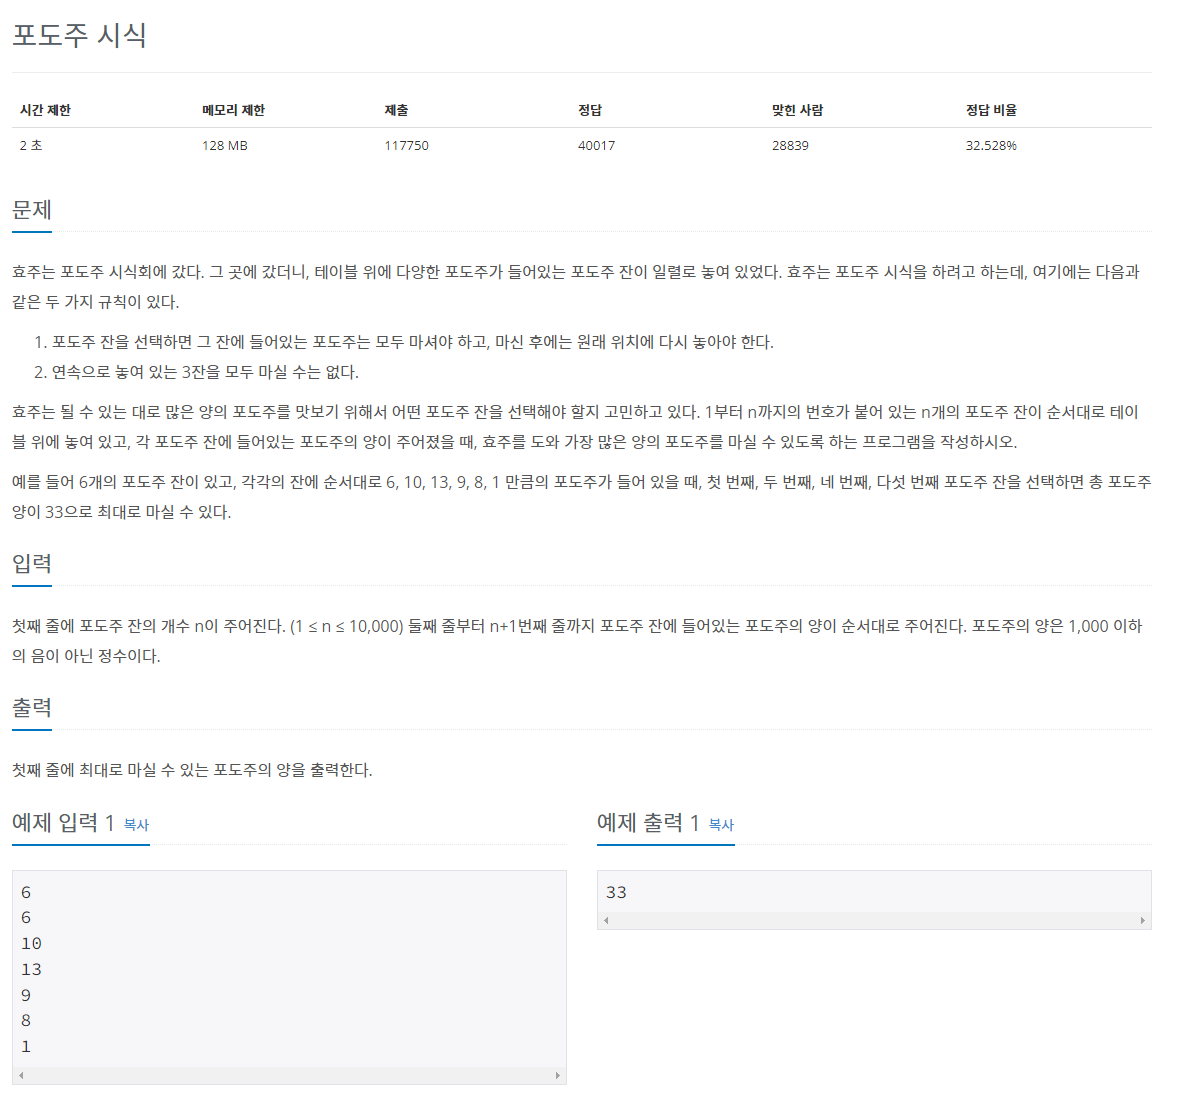 포도주 시식
시간 제한 메모리 제한 제출 정답 맞힌 사람 정답 비율
2 초 128 MB 117750 40017 28839 32.528%
문제
효주는 포도주 시식회에 갔다. 그 곳에 갔더니, 테이블 위에 다양한 포도주가 들어있는 포도주 잔이 일렬로 놓여 있었다. 효주는 포도주 시식을 하려고 하는데, 여기에는 다음과
같은 두 가지 규칙이 있다.
1. 포도주 잔을 선택하면 그 잔에 들어있는 포도주는 모두 마셔야 하고, 마신 후에는 원래 위치에 다시 놓아야 한다.
2. 연속으로 놓여 있는 3잔을 모두 마실 수는 없다.
효주는 될 수 있는 대로 많은 양의 포도주를 맛보기 위해서 어떤 포도주 잔을 선택해야 할지 고민하고 있다. 1부터 n까지의 번호가 붙어 있는 n개의 포도주 잔이 순서대로 테이
블 위에 놓여 있고, 각 포도주 잔에 들어있는 포도주의 양이 주어졌을 때, 효주를 도와 가장 많은 양의 포도주를 마실 수 있도록 하는 프로그램을 작성하시오.
예를 들어 6개의 포도주 잔이 있고, 각각의 잔에 순서대로 6, 10, 13, 9, 8, 1 만큼의 포도주가 들어 있을 때, 첫 번째, 두 번째, 네 번째, 다섯 번째 포도주 잔을 선택하면 총 포도주
양이 33으로 최대로 마실 수 있다.
입력
첫째 줄에 포도주 잔의 개수 n이 주어진다. (1 ≤ n ≤ 10,000) 둘째 줄부터 n+1번째 줄까지 포도주 잔에 들어있는 포도주의 양이 순서대로 주어진다. 포도주의 양은 1,000 이하
의 음이 아닌 정수이다.
출력
첫째 줄에 최대로 마실 수 있는 포도주의 양을 출력한다.
예제 입력 1 복사
6
6
10
13
9
8
1
예제 출력 1 복사
33